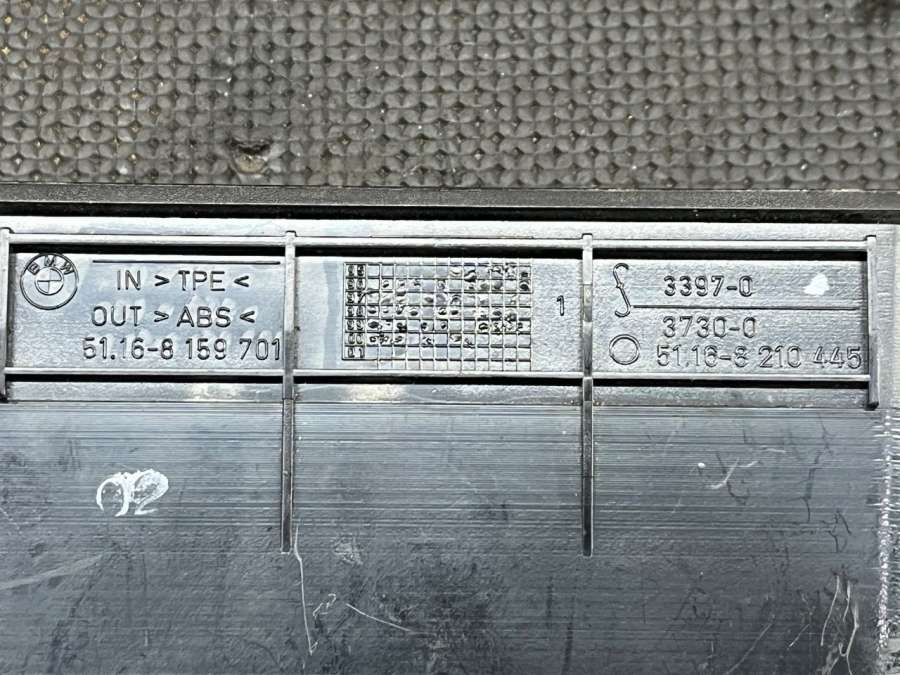 BMW
IN >TPE<
OUT >ABS<
51.16-8 159 701
1
3397-0
3730-0
51.16-8 210 445
02